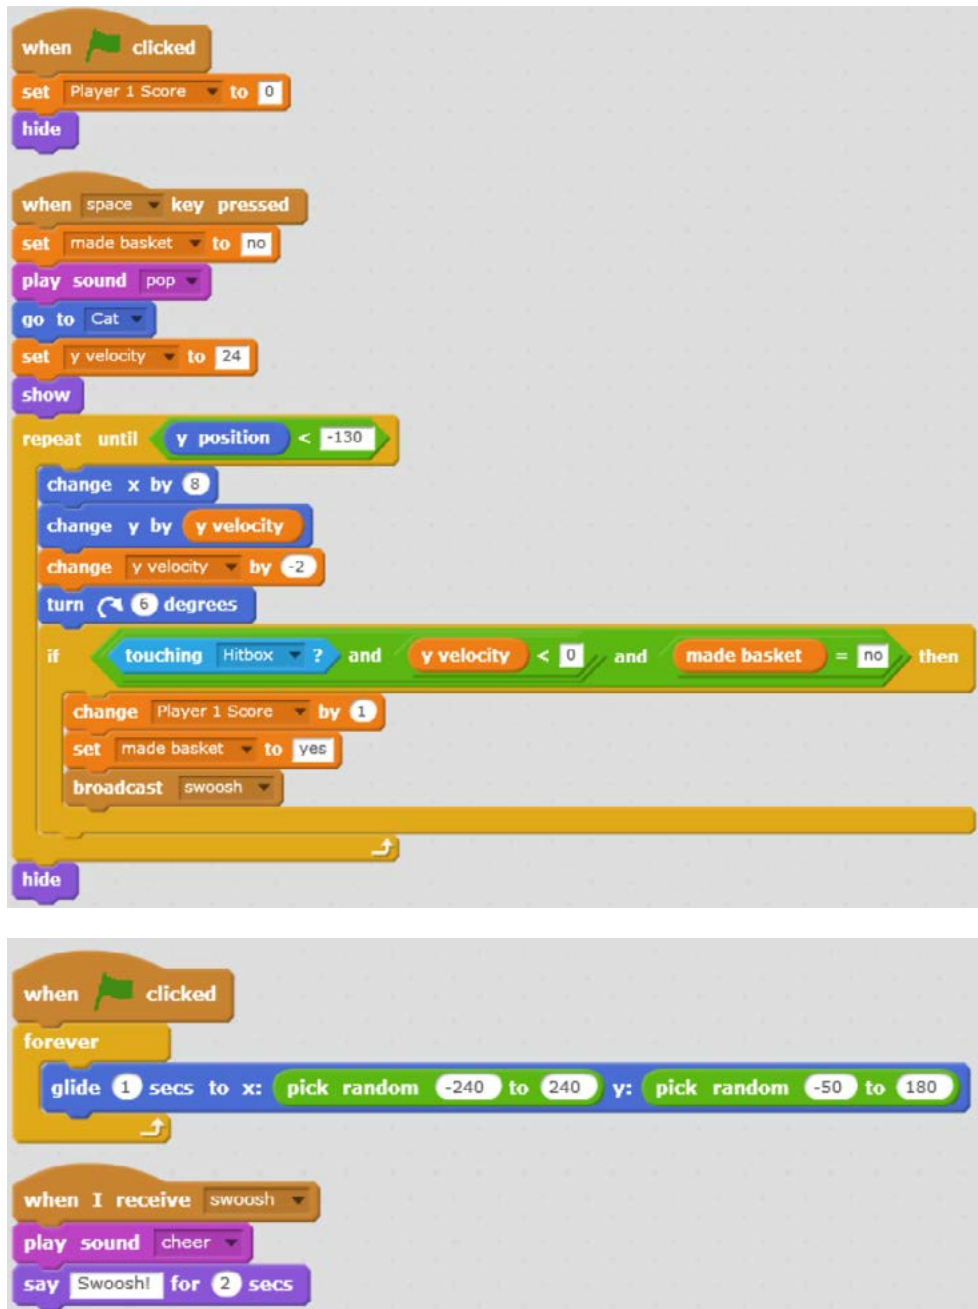 when clicked
set Player 1 Score to 0
hide
when space key pressed
set made basket to no
play sound pop
go to Cat
set y velocity to 24
show
repeat until y position < -130
change x by 8
change y by y velocity
change y velocity by -2
turn 6 degrees
if touching Hitbox ? and y velocity < 0 and made basket = no then
change Player 1 Score by 1
set made basket to yes
broadcast swoosh
hide
when clicked
forever
glide 1 secs to x: pick random -240 to 240 y: pick random -50 to 180
when I receive swoosh
play sound cheer
say Swoosh! for 2 secs